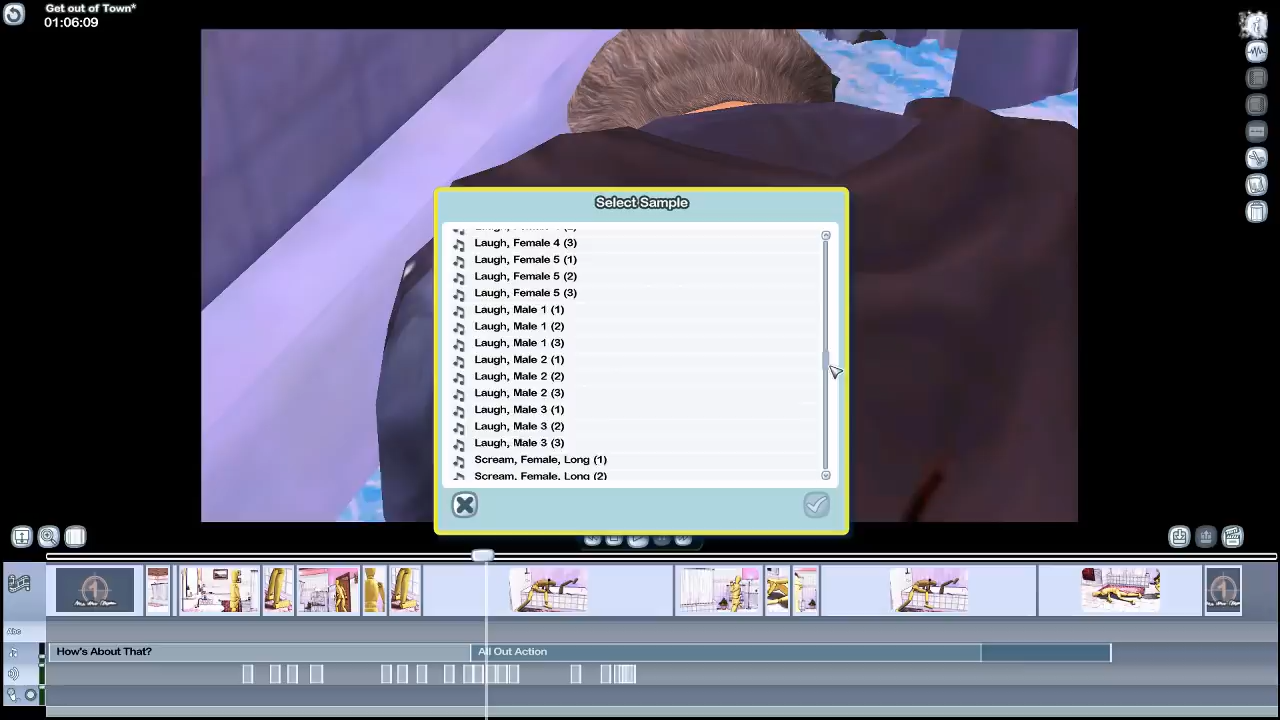 Get out of Town*
01:06:09
Select Sample
Laugh, Female 4 (3)
Laugh, Female 5 (1)
Laugh, Female 5 (2)
Laugh, Female 5 (3)
Laugh, Male 1 (1)
Laugh, Male 1 (2)
Laugh, Male 1 (3)
Laugh, Male 2 (1)
Laugh, Male 2 (2)
Laugh, Male 2 (3)
Laugh, Male 3 (1)
Laugh, Male 3 (2)
Laugh, Male 3 (3)
Scream, Female, Long (1)
Scream, Female, Long (2)
1
1
Abc
How's About That?
All Out Action